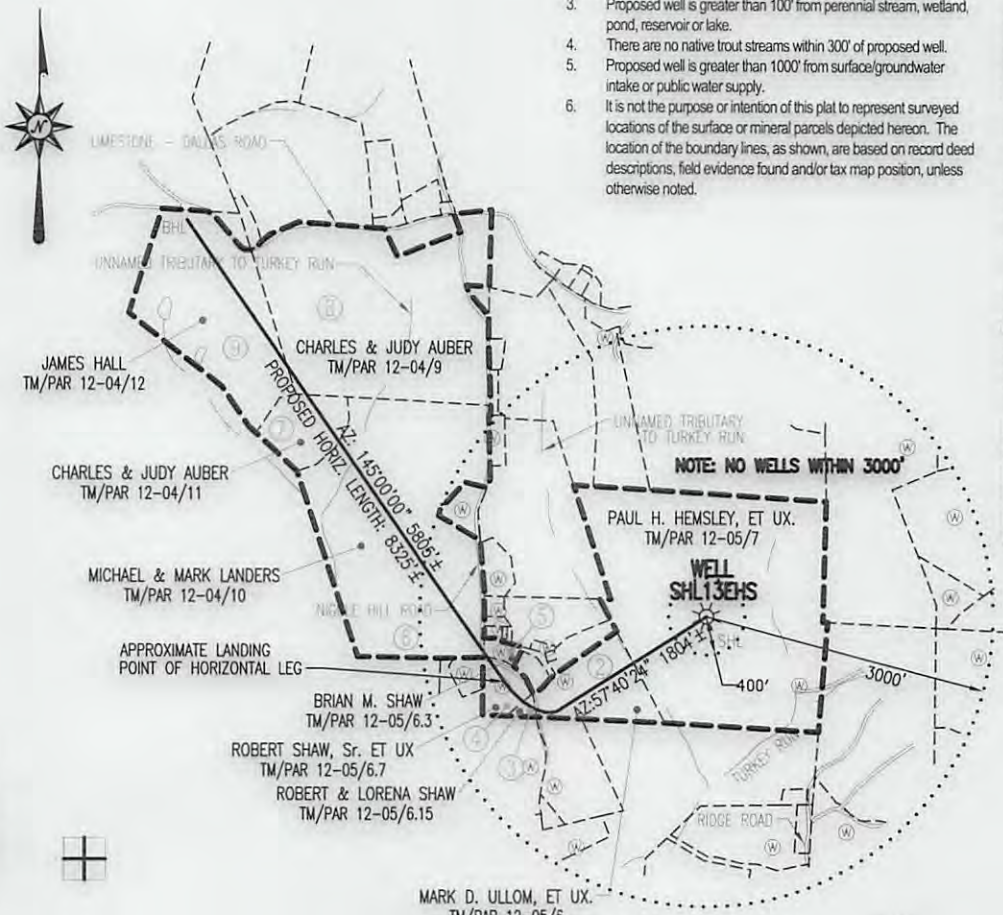 3. Proposed well is greater than 100' from perennial stream, wetland,
pond, reservoir or lake.
4. There are no native trout streams within 300' of proposed well.
5. Proposed well is greater than 1000' from surface/groundwater
intake or public water supply.
6. It is not the purpose or intention of this plat to represent surveyed
locations of the surface or mineral parcels depicted hereon. The
location of the boundary lines, as shown, are based on record deed
descriptions, field evidence found and/or tax map position, unless
otherwise noted.
N
LIMESTONE - DALLAS ROAD
BHL
UNNAMED TRIBUTARY TO TURKEY RUN
8
JAMES HALL
TM/PAR 12-04/12
9
CHARLES & JUDY AUBER
TM/PAR 12-04/9
PROPOSED HORIZ. LENGTH: 8325'±
AZ: 145°00'00" 5805'±
W
UNNAMED TRIBUTARY
TO TURKEY RUN
7
CHARLES & JUDY AUBER
TM/PAR 12-04/11
W
W
NOTE: NO WELLS WITHIN 3000'
W
W
PAUL H. HEMSLEY, ET UX.
TM/PAR 12-05/7
WELL
SHL13EHS
SHL
MICHAEL & MARK LANDERS
TM/PAR 12-04/10
W
W
NIGGLE HILL ROAD
5
6
W
APPROXIMATE LANDING
POINT OF HORIZONTAL LEG
W
W
W
2
AZ:57°40'24" 1804'±
400'
3000'
W
W
BRIAN M. SHAW
TM/PAR 12-05/6.3
ROBERT SHAW, Sr. ET UX
TM/PAR 12-05/6.7
4
3
W
W
TURKEY RUN
ROBERT & LORENA SHAW
TM/PAR 12-05/6.15
RIDGE ROAD
W
W
W
MARK D. ULLOM, ET UX.
TM/PAR 12-05/6